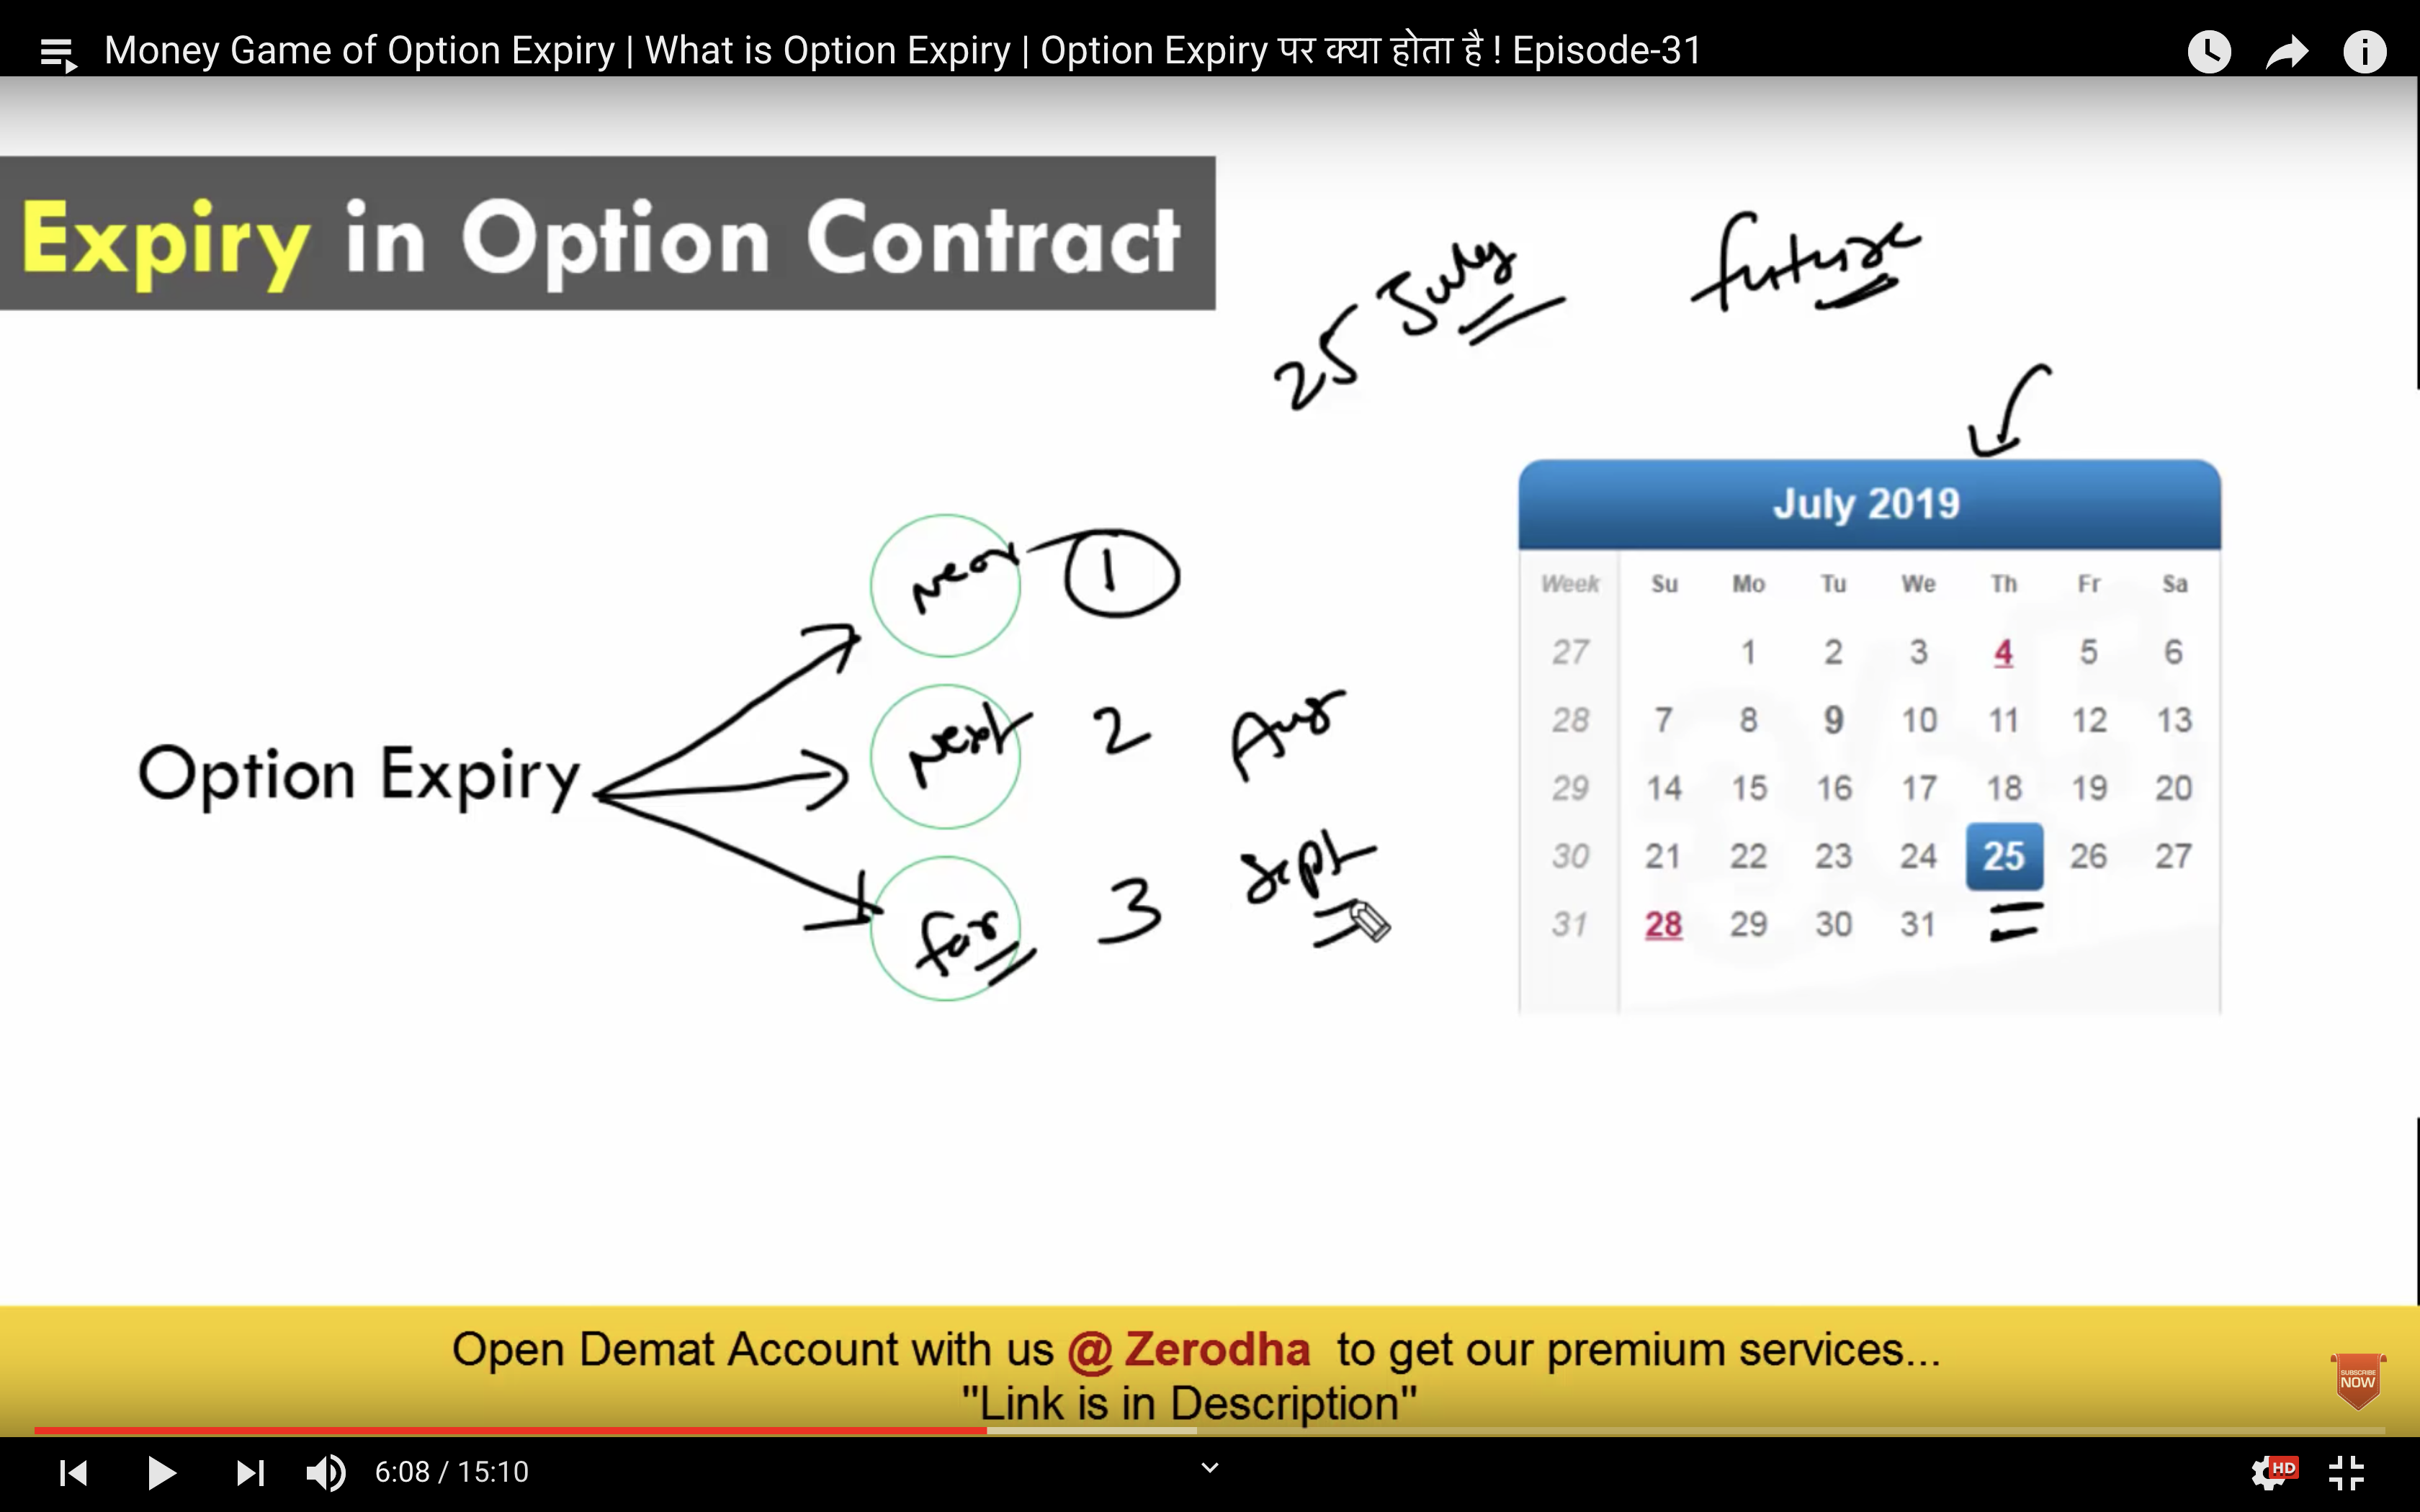 Money Game of Option Expiry | What is Option Expiry | Option Expiry पर क्या होता है ! Episode-31
Expiry in Option Contract
25 July
future
near 1
Next 2 Aug
far 3 Sept
Option Expiry
July 2019
Week Su Mo Tu We Th Fr Sa
27 1 2 3 4 5 6
28 7 8 9 10 11 12 13
29 14 15 16 17 18 19 20
30 21 22 23 24 25 26 27
31 28 29 30 31
Open Demat Account with us @ Zerodha to get our premium services...
"Link is in Description"
SUBSCRIBE
NOW
6:08 / 15:10
HD